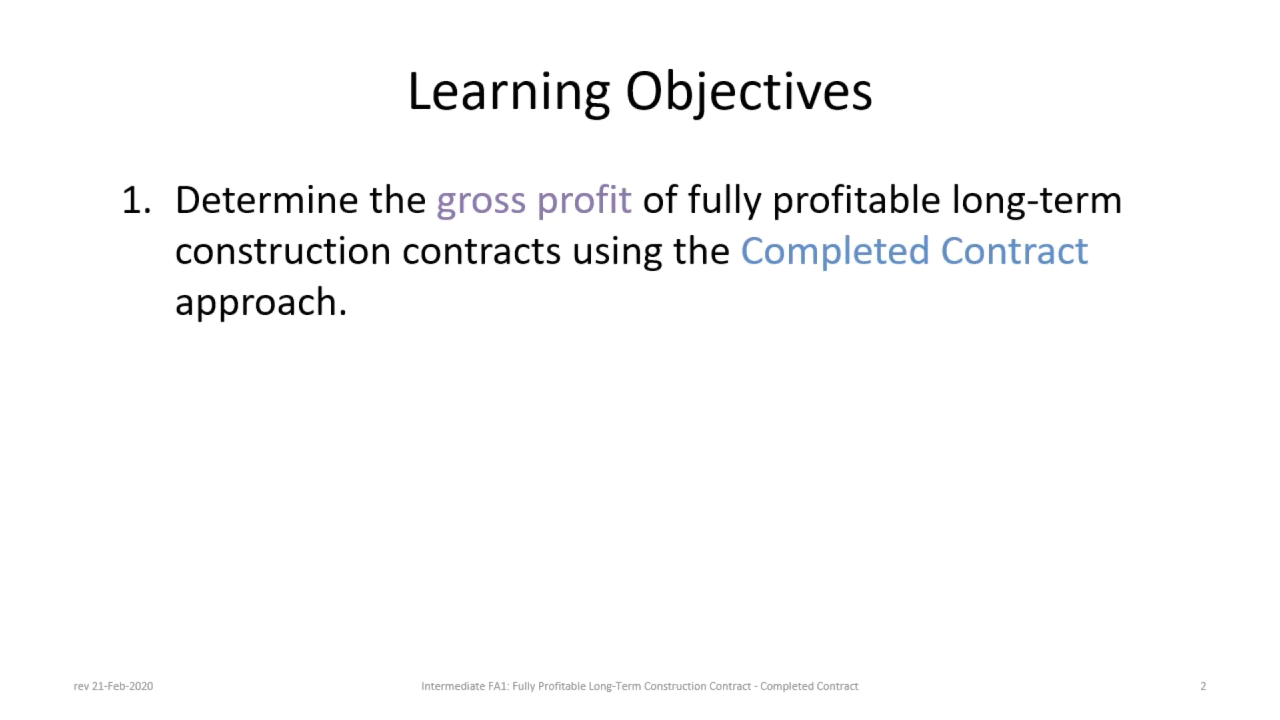 Learning Objectives
1. Determine the gross profit of fully profitable long-term
construction contracts using the Completed Contract
approach.
rev 21-Feb-2020
Intermediate FA1: Fully Profitable Long-Term Construction Contract - Completed Contract
2